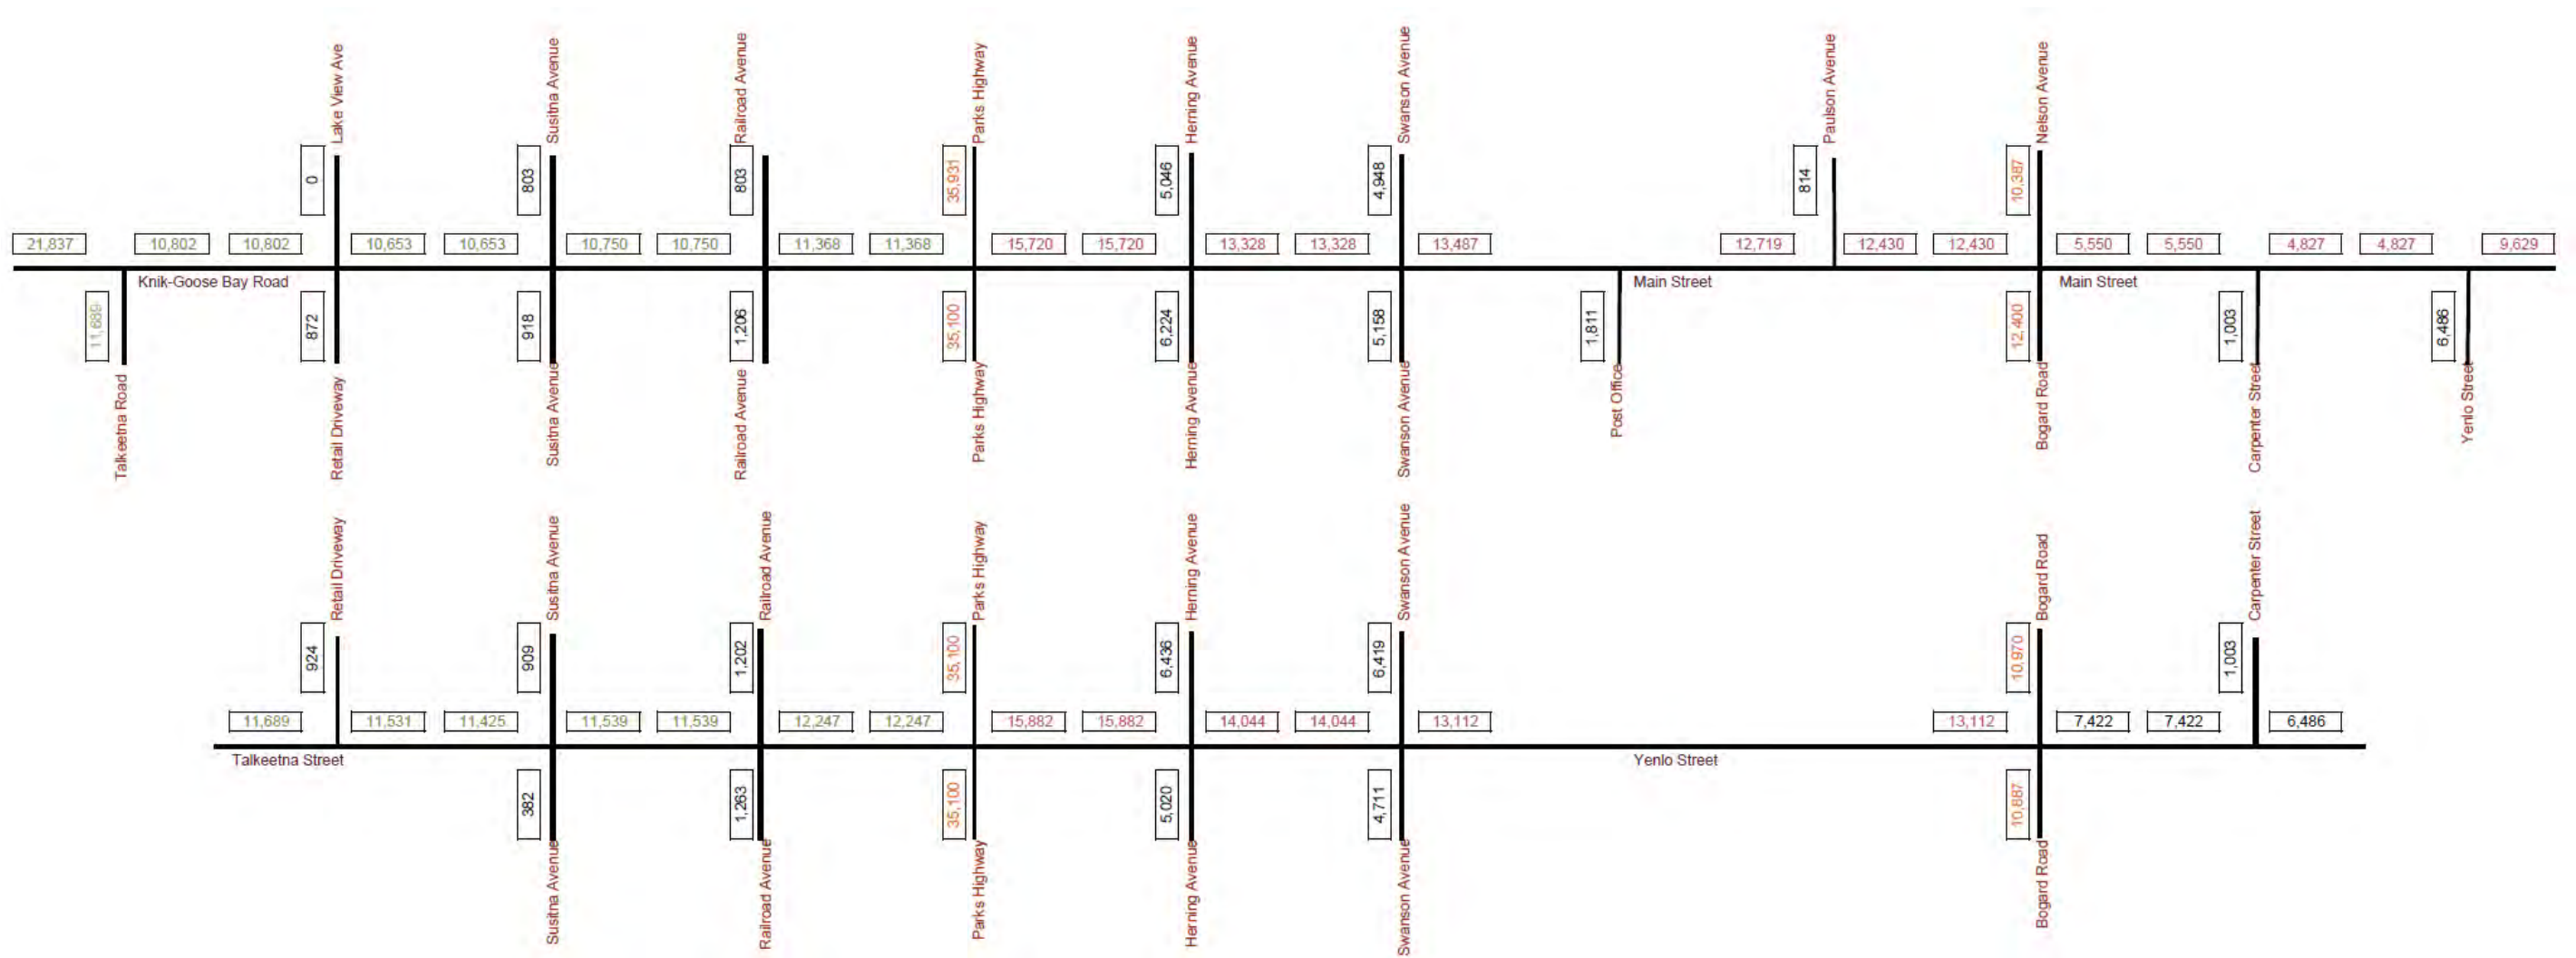 Lake View Ave
Susitna Avenue
Railroad Avenue
Parks Highway
Herning Avenue
Swanson Avenue
Paulson Avenue
Nelson Avenue
0
803
803
35,931
5,046
4,948
814
10,387
21,837
10,802
10,802
10,653
10,653
10,750
10,750
11,368
11,368
15,720
15,720
13,328
13,328
13,487
12,719
12,430
12,430
5,550
5,550
4,827
4,827
9,629
Knik-Goose Bay Road
Main Street
Main Street
11,689
872
918
1,206
35,100
6,224
5,158
1,811
12,400
1,003
6,486
Talkeetna Road
Retail Driveway
Susitna Avenue
Railroad Avenue
Parks Highway
Herning Avenue
Swanson Avenue
Post Office
Bogard Road
Carpenter Street
Yenlo Street
Retail Driveway
Susitna Avenue
Railroad Avenue
Parks Highway
Herning Avenue
Swanson Avenue
Bogard Road
Carpenter Street
924
909
1,202
35,100
6,436
6,419
10,970
1,003
11,689
11,531
11,425
11,539
11,539
12,247
12,247
15,882
15,882
14,044
14,044
13,112
13,112
7,422
7,422
6,486
Talkeetna Street
Yenlo Street
382
1,263
35,100
5,020
4,711
10,887
Susitna Avenue
Railroad Avenue
Parks Highway
Herning Avenue
Swanson Avenue
Bogard Road